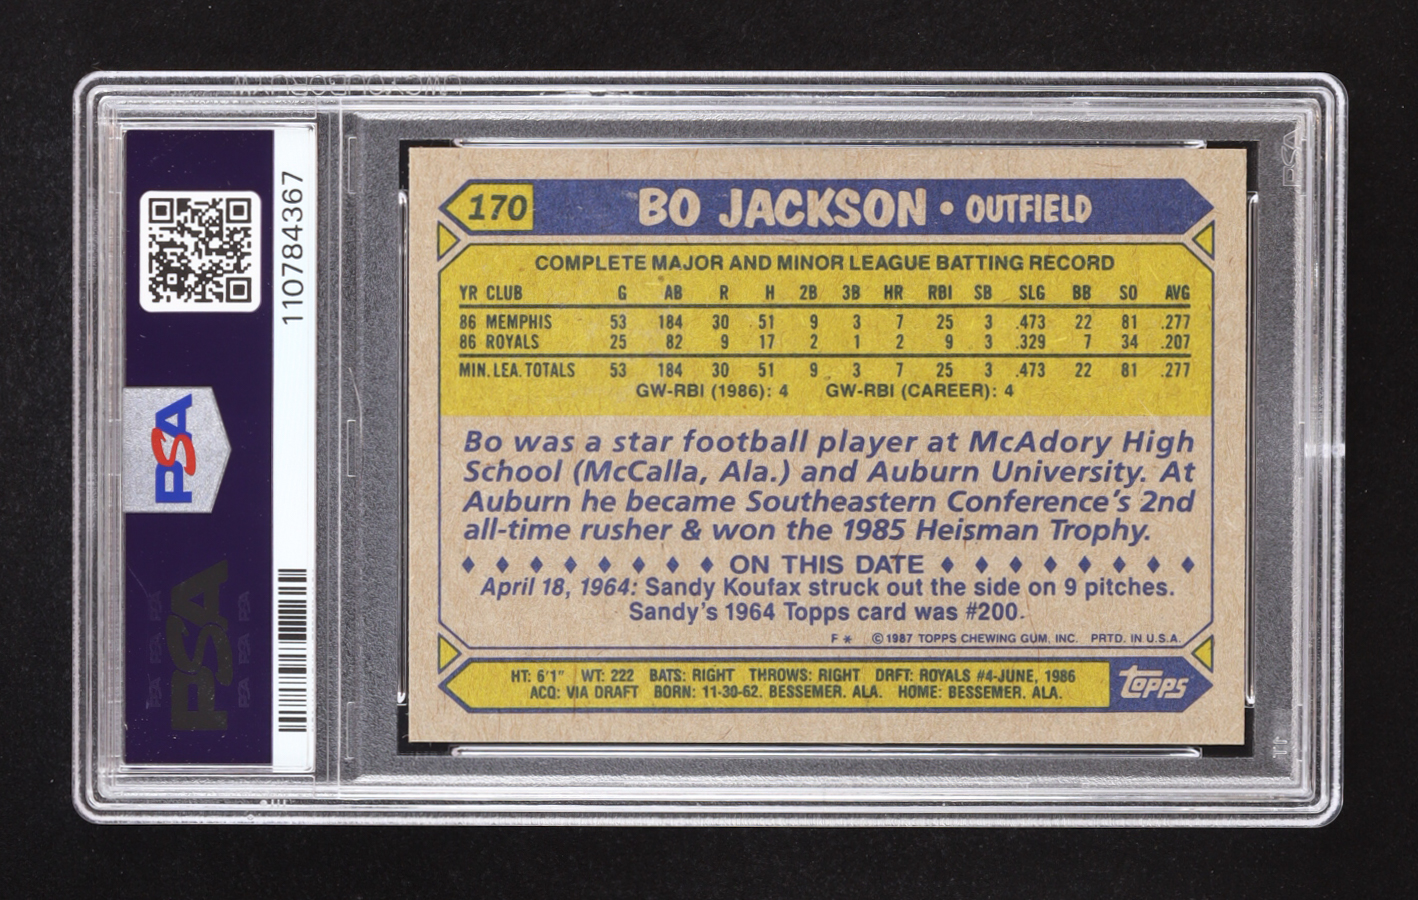 170 BO JACKSON • OUTFIELD
COMPLETE MAJOR AND MINOR LEAGUE BATTING RECORD
YR CLUB G AB R H 2B 3B HR RBI SB SLG BB SO AVG
86 MEMPHIS 53 184 30 51 9 3 7 25 3 .473 22 81 .277
86 ROYALS 25 82 9 17 2 1 2 9 3 .329 7 34 .207
MIN. LEA. TOTALS 53 184 30 51 9 3 7 25 3 .473 22 81 .277
GW-RBI (1986): 4 GW-RBI (CAREER): 4
Bo was a star football player at McAdory High
School (McCalla, Ala.) and Auburn University. At
Auburn he became Southeastern Conference's 2nd
all-time rusher & won the 1985 Heisman Trophy.
♦ ♦ ♦ ♦ ♦ ♦ ♦ ♦ ON THIS DATE ♦ ♦ ♦ ♦ ♦ ♦ ♦ ♦
April 18, 1964: Sandy Koufax struck out the side on 9 pitches.
Sandy's 1964 Topps card was #200.
F * ©1987 TOPPS CHEWING GUM, INC. PRTD. IN U.S.A.
HT: 6'1" WT: 222 BATS: RIGHT THROWS: RIGHT DRFT: ROYALS #4-JUNE, 1986
ACQ: VIA DRAFT BORN: 11-30-62, BESSEMER, ALA. HOME: BESSEMER, ALA.
topps
110784367
PSA
PSA
PSA PSA PSA
PSA PSA PSA
PSA